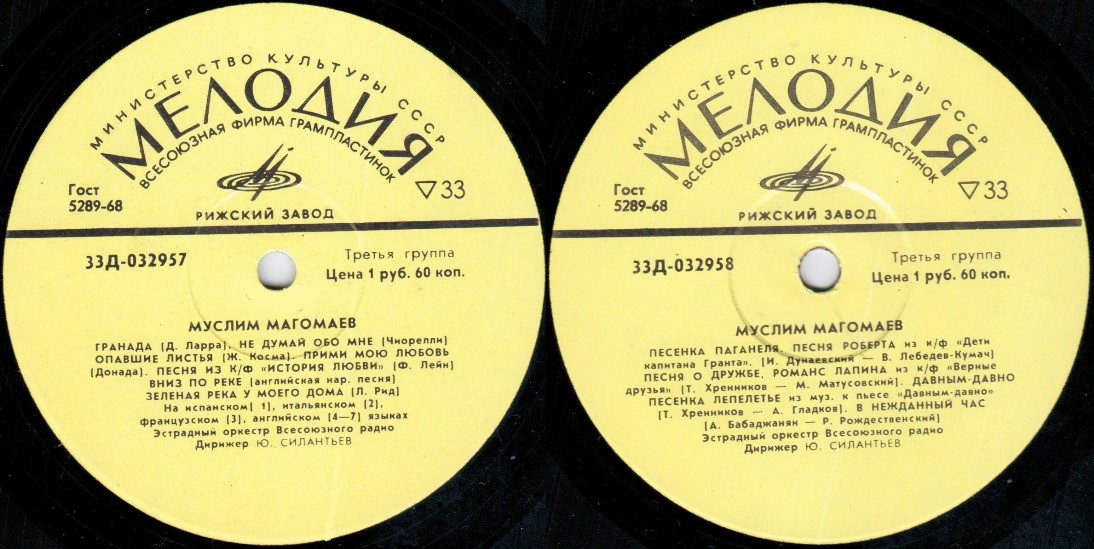 МИНИСТЕРСТВО КУЛЬТУРЫ СССР
МЕЛОДИЯ
ВСЕСОЮЗНАЯ ФИРМА ГРАМПЛАСТИНОК
Гост
5289-68
▽33
РИЖСКИЙ ЗАВОД
33Д-032957
Третья группа
Цена 1 руб. 60 коп.
МУСЛИМ МАГОМАЕВ
ГРАНАДА (Д. Ларра). НЕ ДУМАЙ ОБО МНЕ (Чиорелли)
ОПАВШИЕ ЛИСТЬЯ (Ж. Косма). ПРИМИ МОЮ ЛЮБОВЬ
(Донада). ПЕСНЯ ИЗ К/Ф «ИСТОРИЯ ЛЮБВИ» (Ф. Лейн)
ВНИЗ ПО РЕКЕ (английская нар. песня)
ЗЕЛЕНАЯ РЕКА У МОЕГО ДОМА (Л. Рид)
На испанском( 1), итальянском (2),
французском (3), английском (4—7) языках
Эстрадный оркестр Всесоюзного радио
Дирижер Ю. СИЛАНТЬЕВ
МИНИСТЕРСТВО КУЛЬТУРЫ СССР
МЕЛОДИЯ
ВСЕСОЮЗНАЯ ФИРМА ГРАМПЛАСТИНОК
Гост
5289-68
▽33
РИЖСКИЙ ЗАВОД
33Д-032958
Третья группа
Цена 1 руб. 60 коп.
МУСЛИМ МАГОМАЕВ
ПЕСЕНКА ПАГАНЕЛЯ. ПЕСНЯ РОБЕРТА из к/ф «Дети
капитана Гранта». (И. Дунаевский — В. Лебедев-Кумач)
ПЕСНЯ О ДРУЖБЕ. РОМАНС ЛАПИНА из к/ф "Верные
друзья» (Т. Хренников — М. Матусовский). ДАВНЫМ-ДАВНО
ПЕСЕНКА ЛЕПЕЛЕТЬЕ из муз. к пьесе «Давным-давно»
(Т. Хренников — А. Гладков). В НЕЖДАННЫЙ ЧАС
(А. Бабаджанян — Р. Рождественский)
Эстрадный оркестр Всесоюзного радио
Дирижер Ю. СИЛАНТЬЕВ